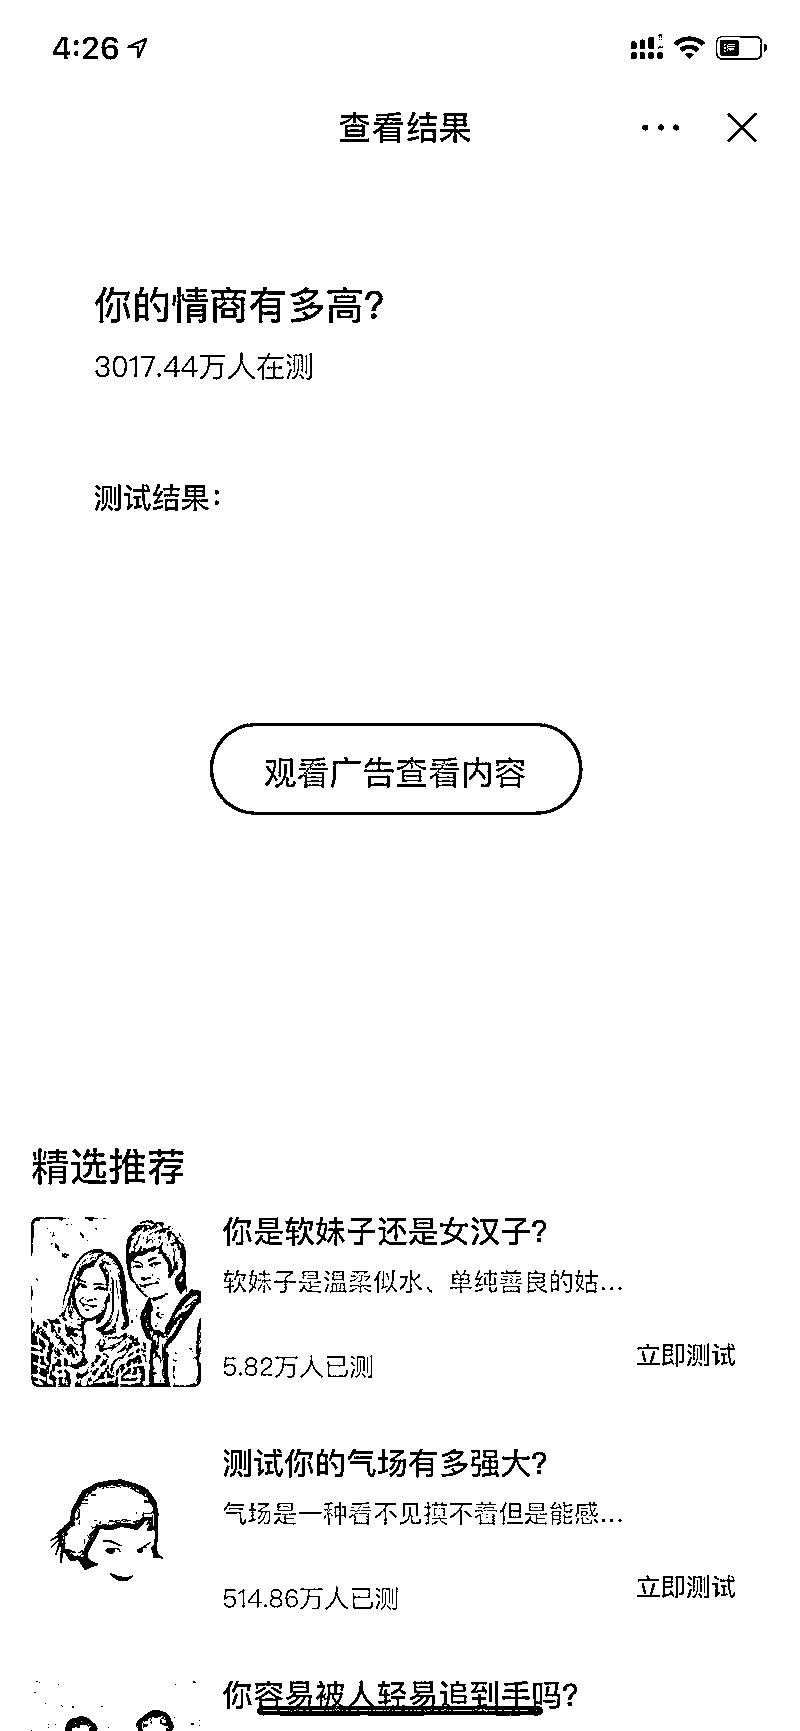 4:26
查看结果
你的情商有多高?
3017.44万人在测
测试结果:
观看广告查看内容
精选推荐
你是软妹子还是女汉子?
软妹子是温柔似水、单纯善良的姑...
5.82万人已测
立即测试
测试你的气场有多强大?
气场是一种看不见摸不着但是能感...
514.86万人已测
立即测试
你容易被人轻易追到手吗?